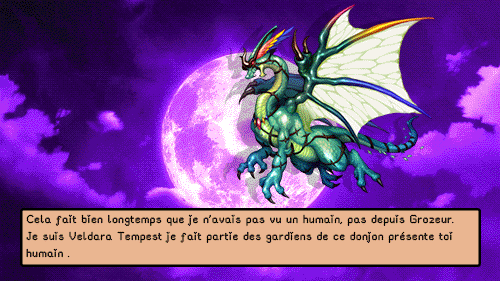 Cela fait bien longtemps que je n'avais pas vu un humain, pas depuis Grozeur.
Je suis Veldara Tempest je fait partie des gardiens de ce donjon présente toi
humain .